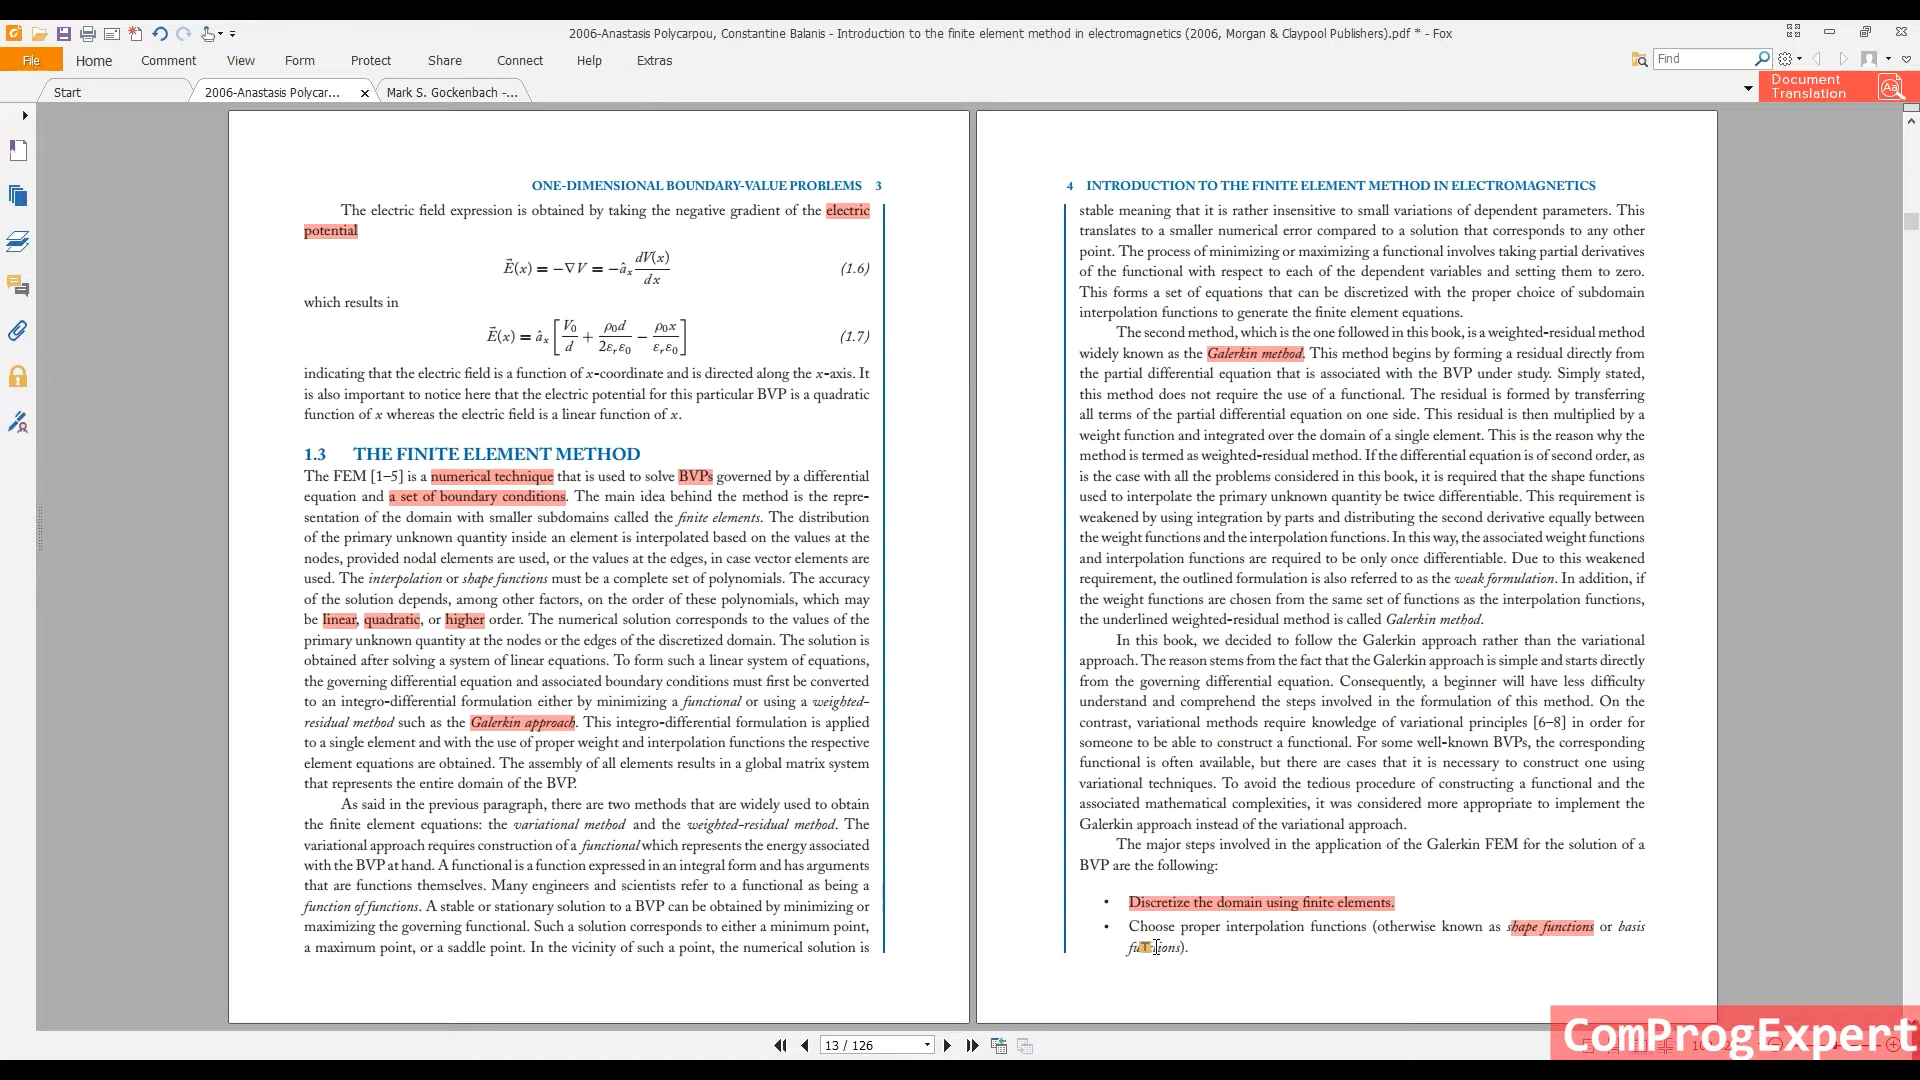 2006-Anastasis Polycarpou, Constantine Balanis - Introduction to the finite element method in electromagnetics (2006, Morgan & Claypool Publishers).pdf * - Fox
File Home Comment View Form Protect Share Connect Help Extras
Find
Start
2006-Anastasis Polycar...
Mark S. Gockenbach -...
Document
Translation
ONE-DIMENSIONAL BOUNDARY-VALUE PROBLEMS 3
The electric field expression is obtained by taking the negative gradient of the electric
potential
E⃗(x) = −∇V = −â_x dV(x)/dx (1.6)
which results in
E⃗(x) = â_x [V₀/d + ρ₀d/2ε_rε₀ − ρ₀x/ε_rε₀] (1.7)
indicating that the electric field is a function of x-coordinate and is directed along the x-axis. It
is also important to notice here that the electric potential for this particular BVP is a quadratic
function of x whereas the electric field is a linear function of x.
1.3 THE FINITE ELEMENT METHOD
The FEM [1–5] is a numerical technique that is used to solve BVPs governed by a differential
equation and a set of boundary conditions. The main idea behind the method is the repre-
sentation of the domain with smaller subdomains called the finite elements. The distribution
of the primary unknown quantity inside an element is interpolated based on the values at the
nodes, provided nodal elements are used, or the values at the edges, in case vector elements are
used. The interpolation or shape functions must be a complete set of polynomials. The accuracy
of the solution depends, among other factors, on the order of these polynomials, which may
be linear, quadratic, or higher order. The numerical solution corresponds to the values of the
primary unknown quantity at the nodes or the edges of the discretized domain. The solution is
obtained after solving a system of linear equations. To form such a linear system of equations,
the governing differential equation and associated boundary conditions must first be converted
to an integro-differential formulation either by minimizing a functional or using a weighted-
residual method such as the Galerkin approach. This integro-differential formulation is applied
to a single element and with the use of proper weight and interpolation functions the respective
element equations are obtained. The assembly of all elements results in a global matrix system
that represents the entire domain of the BVP.
As said in the previous paragraph, there are two methods that are widely used to obtain
the finite element equations: the variational method and the weighted-residual method. The
variational approach requires construction of a functional which represents the energy associated
with the BVP at hand. A functional is a function expressed in an integral form and has arguments
that are functions themselves. Many engineers and scientists refer to a functional as being a
function of functions. A stable or stationary solution to a BVP can be obtained by minimizing or
maximizing the governing functional. Such a solution corresponds to either a minimum point,
a maximum point, or a saddle point. In the vicinity of such a point, the numerical solution is
4 INTRODUCTION TO THE FINITE ELEMENT METHOD IN ELECTROMAGNETICS
stable meaning that it is rather insensitive to small variations of dependent parameters. This
translates to a smaller numerical error compared to a solution that corresponds to any other
point. The process of minimizing or maximizing a functional involves taking partial derivatives
of the functional with respect to each of the dependent variables and setting them to zero.
This forms a set of equations that can be discretized with the proper choice of subdomain
interpolation functions to generate the finite element equations.
The second method, which is the one followed in this book, is a weighted-residual method
widely known as the Galerkin method. This method begins by forming a residual directly from
the partial differential equation that is associated with the BVP under study. Simply stated,
this method does not require the use of a functional. The residual is formed by transferring
all terms of the partial differential equation on one side. This residual is then multiplied by a
weight function and integrated over the domain of a single element. This is the reason why the
method is termed as weighted-residual method. If the differential equation is of second order, as
is the case with all the problems considered in this book, it is required that the shape functions
used to interpolate the primary unknown quantity be twice differentiable. This requirement is
weakened by using integration by parts and distributing the second derivative equally between
the weight functions and the interpolation functions. In this way, the associated weight functions
and interpolation functions are required to be only once differentiable. Due to this weakened
requirement, the outlined formulation is also referred to as the weak formulation. In addition, if
the weight functions are chosen from the same set of functions as the interpolation functions,
the underlined weighted-residual method is called Galerkin method.
In this book, we decided to follow the Galerkin approach rather than the variational
approach. The reason stems from the fact that the Galerkin approach is simple and starts directly
from the governing differential equation. Consequently, a beginner will have less difficulty
understand and comprehend the steps involved in the formulation of this method. On the
contrast, variational methods require knowledge of variational principles [6–8] in order for
someone to be able to construct a functional. For some well-known BVPs, the corresponding
functional is often available, but there are cases that it is necessary to construct one using
variational techniques. To avoid the tedious procedure of constructing a functional and the
associated mathematical complexities, it was considered more appropriate to implement the
Galerkin approach instead of the variational approach.
The major steps involved in the application of the Galerkin FEM for the solution of a
BVP are the following:
• Discretize the domain using finite elements.
• Choose proper interpolation functions (otherwise known as shape functions or basis
functions).
13 / 126
ComProgExpert